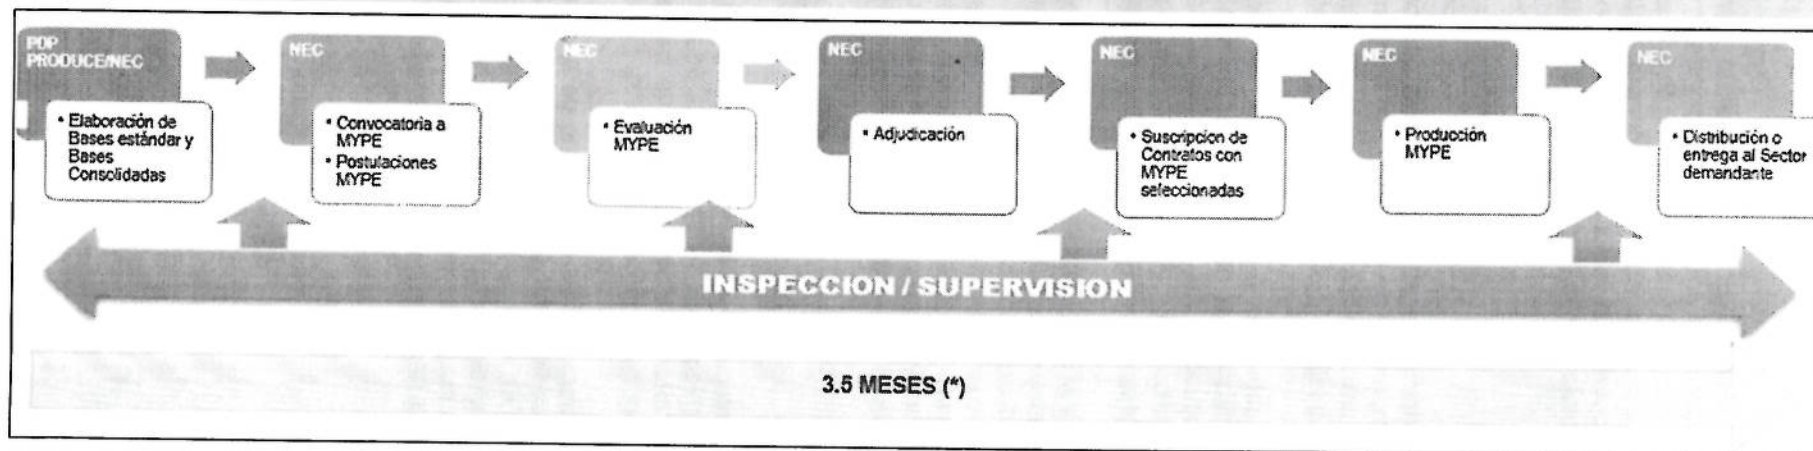 PDP
PRODUCE/NEC
• Elaboración de
Bases estándar y
Bases
Consolidadas
NEC
• Convocatoria a
MYPE
• Postulaciones
MYPE
NEC
• Evaluación
MYPE
NEC
• Adjudicación
NEC
• Suscripcion de
Contratos con
MYPE
seleccionadas
NEC
• Producción
MYPE
NEC
• Distribución o
entrega al Sector
demandante
INSPECCION / SUPERVISION
3.5 MESES (*)